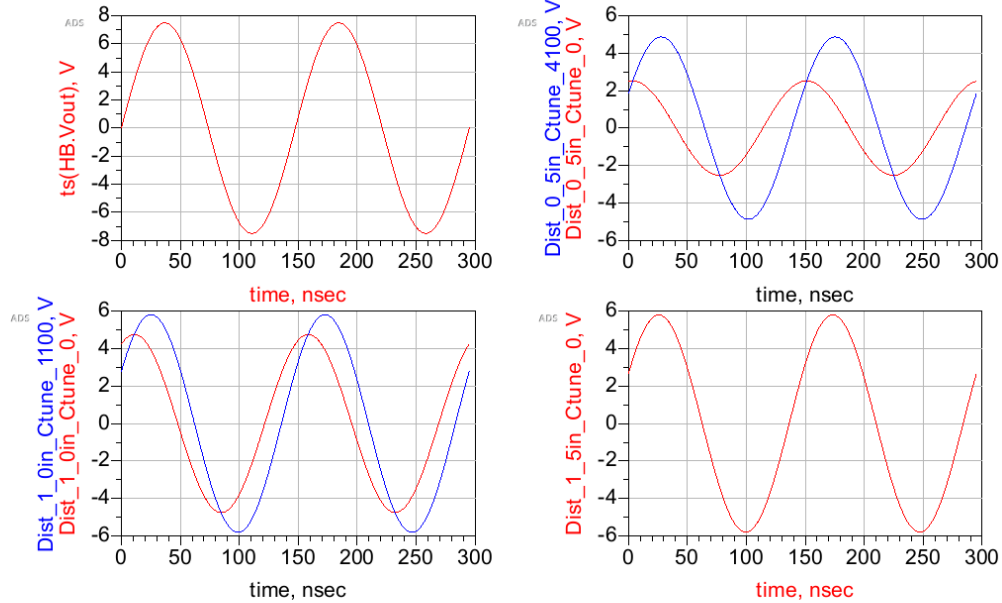 ADS
ts(HB.Vout), V
8
6
4
2
0
-2
-4
-6
-8
0 50 100 150 200 250 300
time, nsec
ADS
Dist_0_5in_Ctune_4100, V
Dist_0_5in_Ctune_0, V
6
4
2
0
-2
-4
-6
0 50 100 150 200 250 300
time, nsec
ADS
Dist_1_0in_Ctune_1100, V
Dist_1_0in_Ctune_0, V
6
4
2
0
-2
-4
-6
0 50 100 150 200 250 300
time, nsec
ADS
Dist_1_5in_Ctune_0, V
6
4
2
0
-2
-4
-6
0 50 100 150 200 250 300
time, nsec